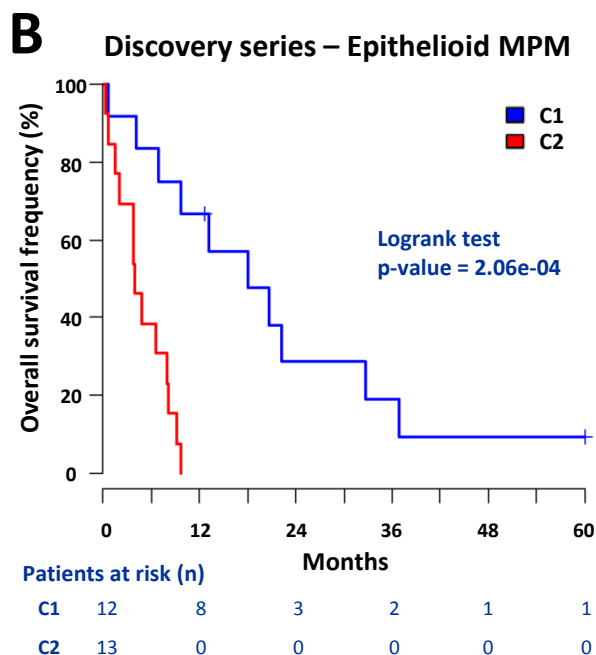 B
Discovery series – Epithelioid MPM
Overall survival frequency (%)
100
80
60
40
20
0
C1
C2
Logrank test
p-value = 2.06e-04
0 12 24 36 48 60
Months
Patients at risk (n)
C1 12 8 3 2 1 1
C2 13 0 0 0 0 0